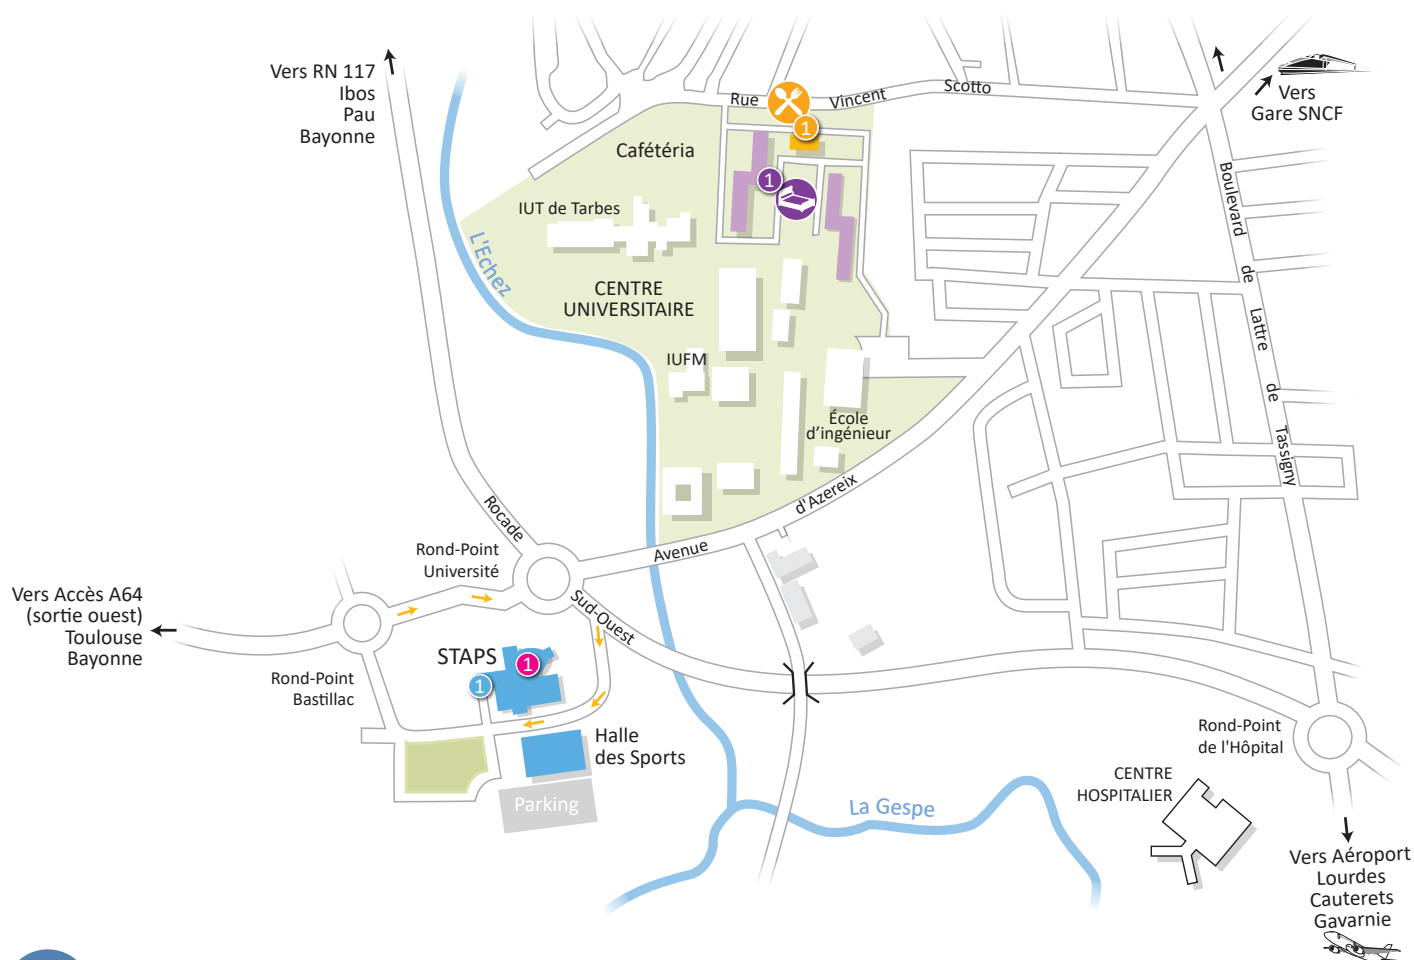 Vers RN 117
Ibos
Pau
Bayonne
Rue Vincent Scotto
Vers
Gare SNCF
1
Cafétéria
1
IUT de Tarbes
L'Echez
CENTRE
UNIVERSITAIRE
IUFM
École
d'ingénieur
Boulevard de Lattre de Tassigny
Avenue d'Azereix
Rocade Sud-Ouest
Rond-Point
Université
Vers Accès A64
(sortie ouest)
Toulouse
Bayonne
STAPS
1
1
Rond-Point
Bastillac
Halle
des Sports
Parking
La Gespe
Rond-Point
de l'Hôpital
CENTRE
HOSPITALIER
Vers Aéroport
Lourdes
Cauterets
Gavarnie